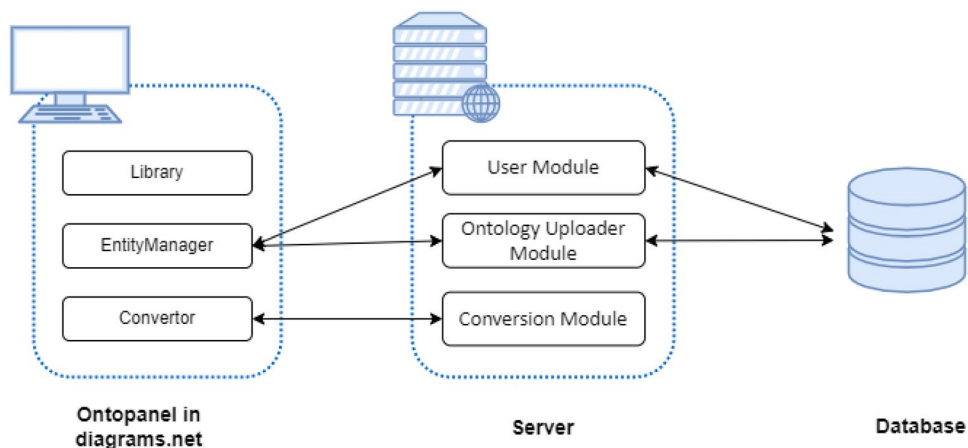 Library
EntityManager
Convertor
User Module
Ontology Uploader
Module
Conversion Module
Ontopanel in
diagrams.net
Server
Database